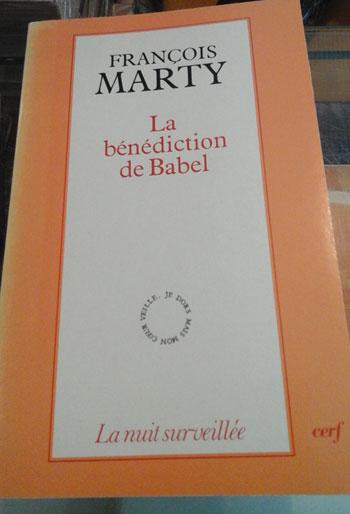 FRANÇOIS
MARTY
La
bénédiction
de Babel
JE DORS MAIS MON CŒUR VEILLE.
La nuit surveillée
cerf